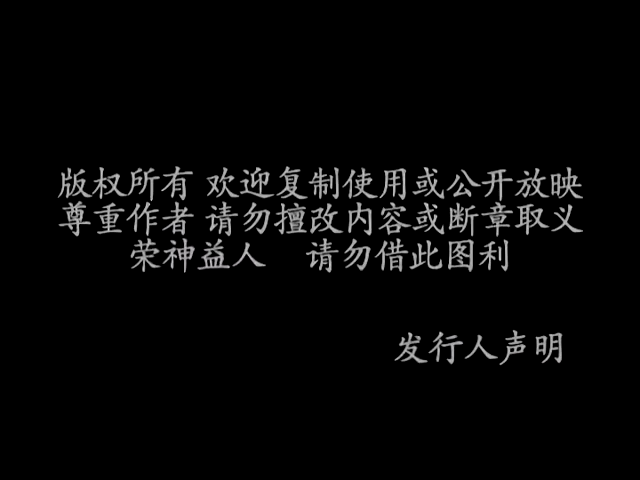 版权所有 欢迎复制使用或公开放映
尊重作者 请勿擅改内容或断章取义
荣神益人 请勿借此图利
发行人声明